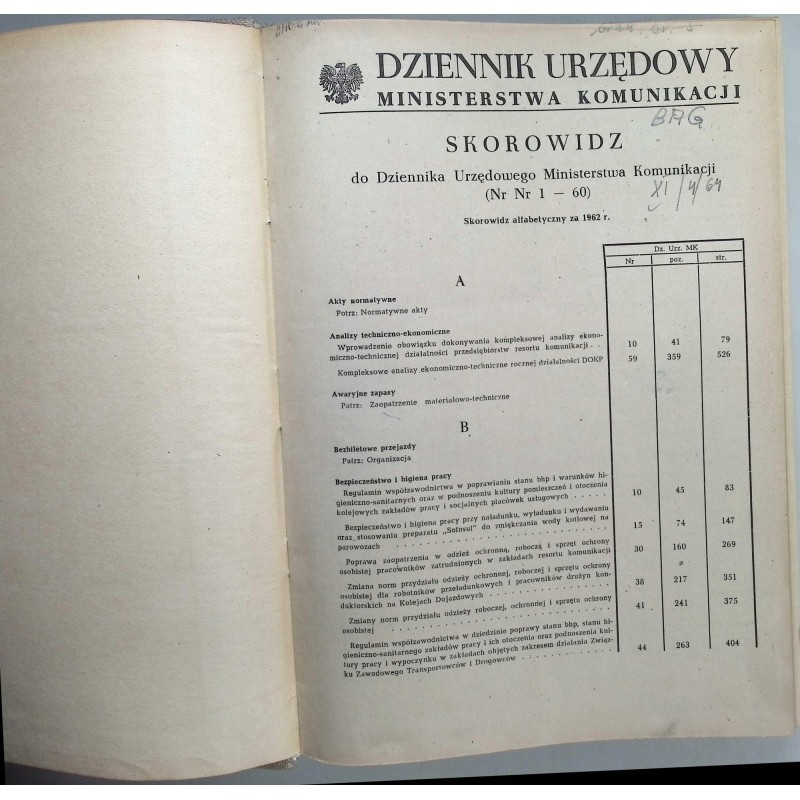 DZIENNIK URZĘDOWY
MINISTERSTWA KOMUNIKACJI
BAG
SKOROWIDZ
do Dziennika Urzędowego Ministerstwa Komunikacji
(Nr Nr 1 — 60)
XI/4/64
Skorowidz alfabetyczny za 1962 r.
Dz. Urz. MK
Nr poz. str.
A
Akty normatywne
Potrz: Normatywne akty
Analizy techniczno-ekonomiczne
Wprowadzenie obowiązku dokonywania kompleksowej analizy ekono-
miczno-technicznej działalności przedsiębiorstw resortu komunikacji . . 10 41 79
Kompleksowe analizy ekonomiczno-techniczne rocznej działalności DOKP 59 359 526
Awaryjne zapasy
Patrz: Zaopatrzenie materiałowo-techniczne
B
Bezbiletowe przejazdy
Patrz: Organizacja
Bezpieczeństwo i higiena pracy
Regulamin współzawodnictwa w poprawianiu stanu bhp i warunków hi-
gieniczno-sanitarnych oraz w podnoszeniu kultury pomieszczeń i otoczenia
kolejowych zakładów pracy i socjalnych placówek usługowych . . . . . 10 45 83
Bezpieczeństwo i higiena pracy przy naładunku, wyładunku i wydawaniu
oraz stosowaniu preparatu „Sofosul" do zmiękczania wody kotłowej na
parowozach . . . . . . . . . . . . . . . . . . . . 15 74 147
Poprawa zaopatrzenia w odzież ochronną, roboczą i sprzęt ochrony
osobistej pracowników zatrudnionych w zakładach resortu komunikacji 30 160 269
Zmiana norm przydziału odzieży ochronnej, roboczej i sprzętu ochrony
osobistej dla robotników przeładunkowych i pracowników drużyn kon-
duktorskich na Kolejach Dojazdowych . . . . . . . . . . . . 38 217 351
Zmiany norm przydziału odzieży roboczej, ochronnej i sprzętu ochrony
osobistej . . . . . . . . . . . . . . . . . . . . 41 241 375
Regulamin współzawodnictwa w dziedzinie poprawy stanu bhp, stanu hi-
gieniczno-sanitarnego zakładów pracy i ich otoczenia oraz podnoszenia kul-
tury pracy i wypoczynku w zakładach objętych zakresem działania Związ-
ku Zawodowego Transportowców i Drogowców . . . . . . . . . . 44 263 404